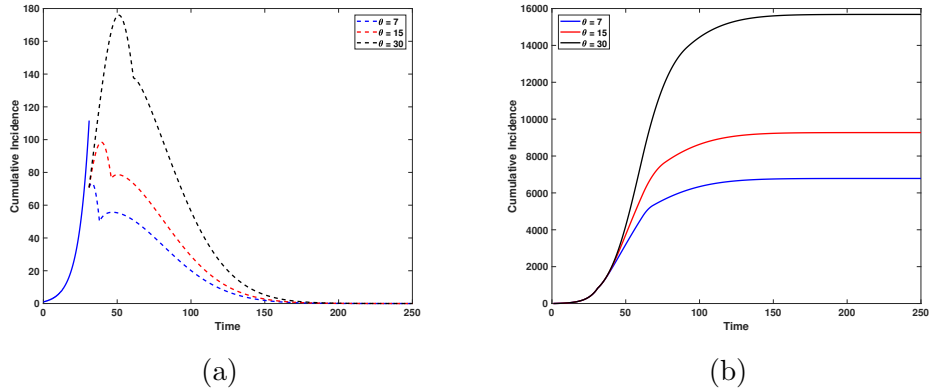 180
160
140
120
100
80
60
40
20
0
Cumulative Incidence
0 50 100 150 200 250
Time
θ = 7
θ = 15
θ = 30
(a)
16000
14000
12000
10000
8000
6000
4000
2000
0
Cumulative Incidence
0 50 100 150 200 250
Time
θ = 7
θ = 15
θ = 30
(b)